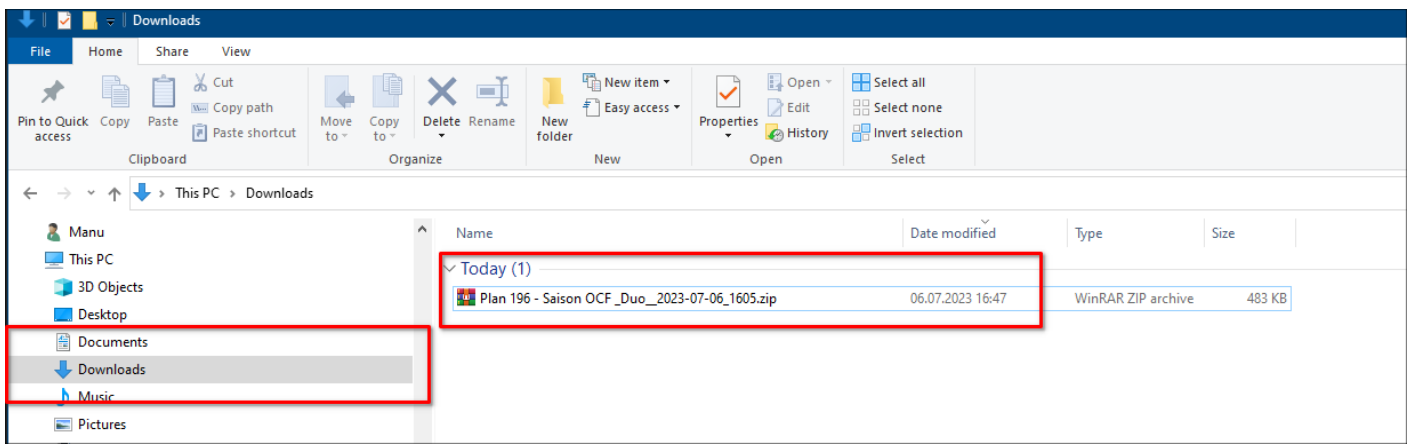 Downloads
File Home Share View
Pin to Quick access
Copy
Paste
Cut
Copy path
Paste shortcut
Clipboard
Move to
Copy to
Delete
Rename
Organize
New folder
New item
Easy access
New
Properties
Open
Edit
History
Open
Select all
Select none
Invert selection
Select
This PC > Downloads
Manu
This PC
3D Objects
Desktop
Documents
Downloads
Music
Pictures
Name Date modified Type Size
Today (1)
Plan 196 - Saison OCF _Duo__2023-07-06_1605.zip 06.07.2023 16:47 WinRAR ZIP archive 483 KB